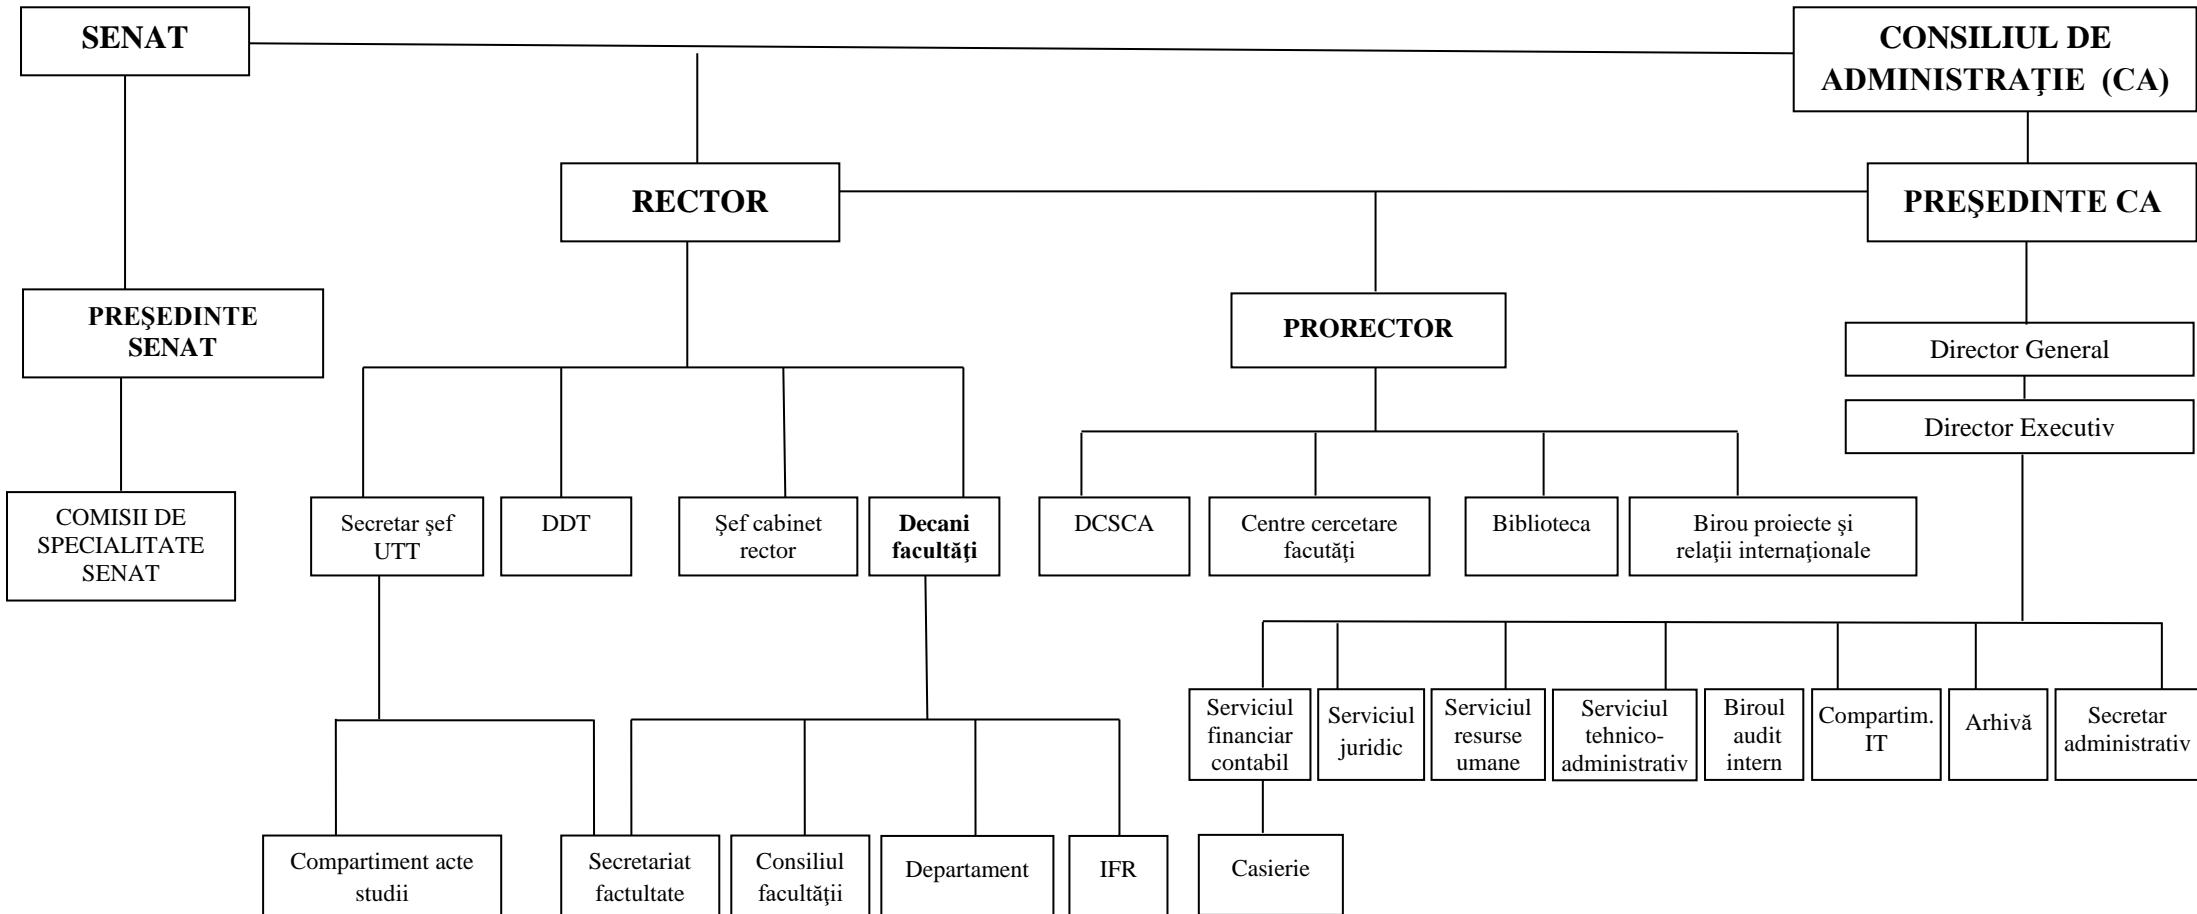 SENAT
CONSILIUL DE
ADMINISTRAŢIE (CA)
RECTOR
PREŞEDINTE CA
PREŞEDINTE
SENAT
PRORECTOR
Director General
Director Executiv
COMISII DE
SPECIALITATE
SENAT
Secretar şef
UTT
DDT
Şef cabinet
rector
Decani
facultăţi
DCSCA
Centre cercetare
facutăţi
Biblioteca
Birou proiecte şi
relaţii internaţionale
Serviciul
financiar
contabil
Serviciul
juridic
Serviciul
resurse
umane
Serviciul
tehnico-
administrativ
Biroul
audit
intern
Compartim.
IT
Arhivă
Secretar
administrativ
Compartiment acte
studii
Secretariat
factultate
Consiliul
facultăţii
Departament
IFR
Casierie